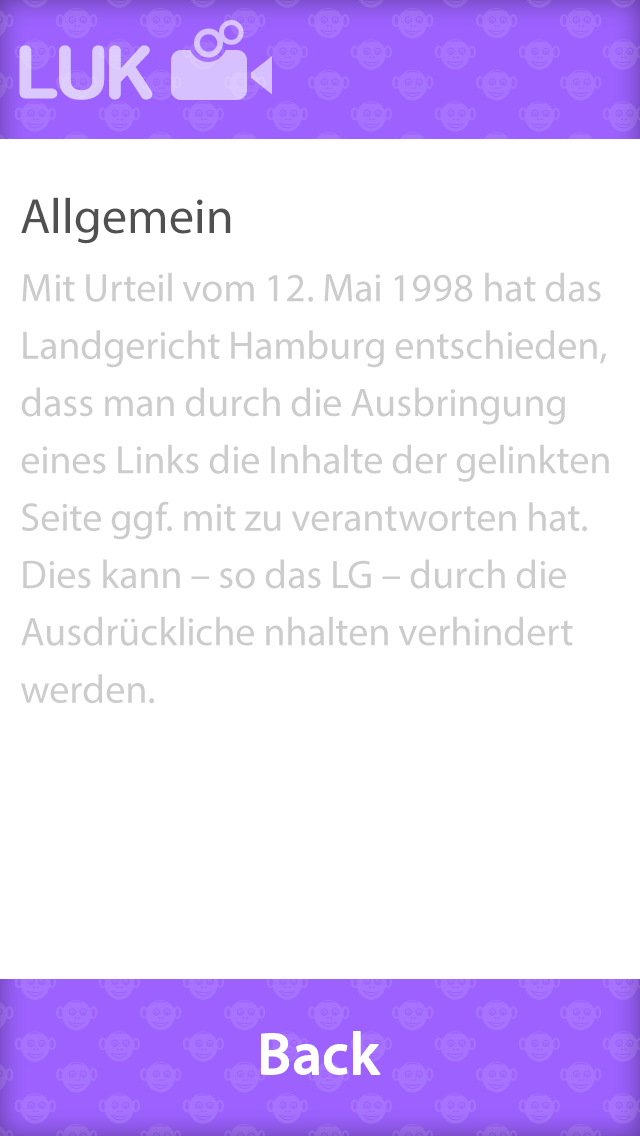 LUK
Allgemein
Mit Urteil vom 12. Mai 1998 hat das
Landgericht Hamburg entschieden,
dass man durch die Ausbringung
eines Links die Inhalte der gelinkten
Seite ggf. mit zu verantworten hat.
Dies kann – so das LG – durch die
Ausdrückliche nhalten verhindert
werden.
Back